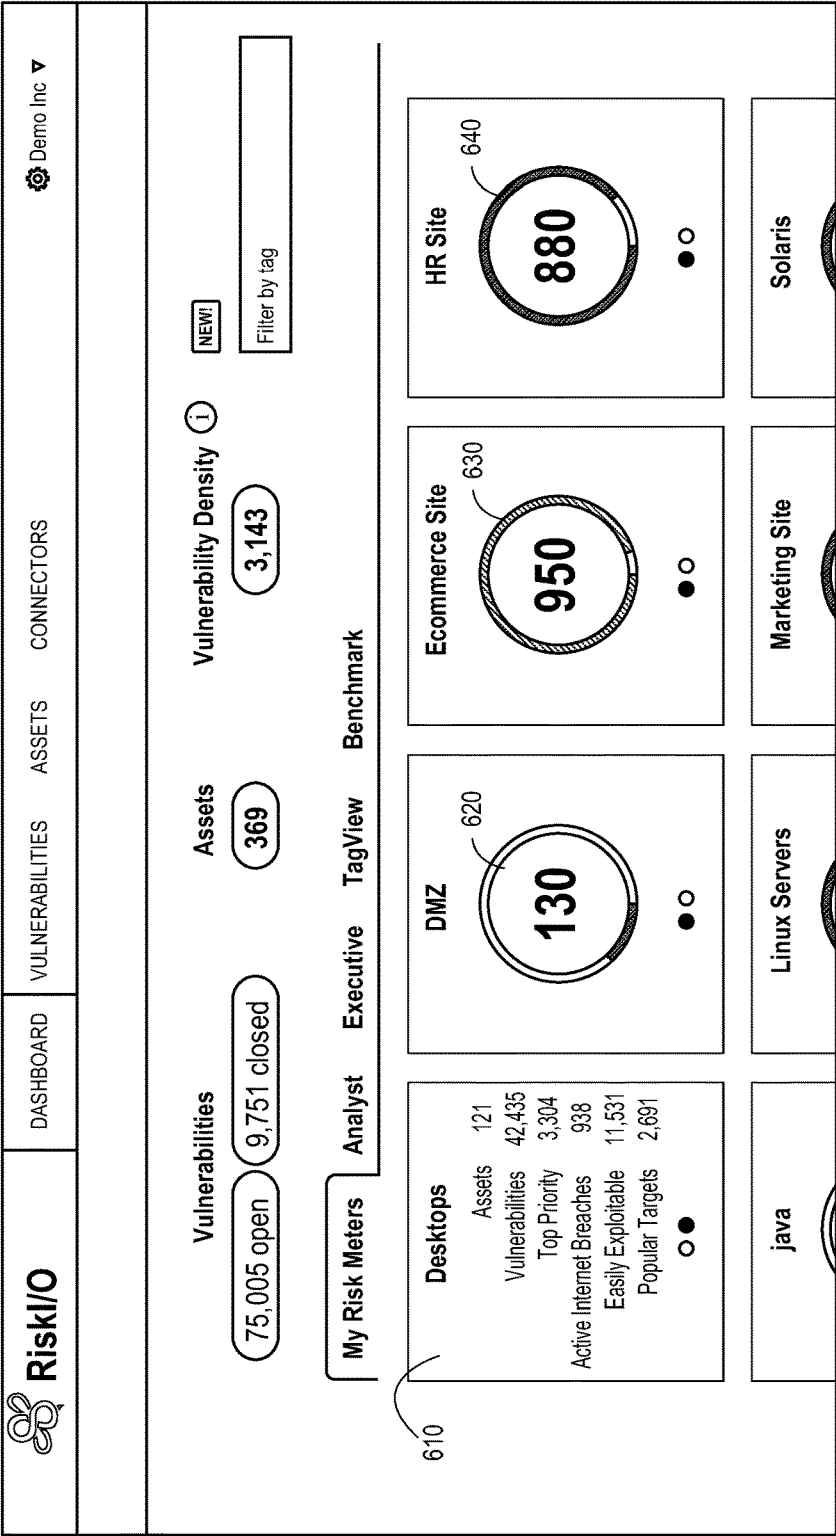 RiskI/O DASHBOARD VULNERABILITIES ASSETS CONNECTORS Demo Inc
Vulnerabilities Assets Vulnerability Density i NEW!
75,005 open 9,751 closed 369 3,143 Filter by tag
My Risk Meters Analyst Executive TagView Benchmark
610
Desktops
Assets 121
Vulnerabilities 42,435
Top Priority 3,304
Active Internet Breaches 938
Easily Exploitable 11,531
Popular Targets 2,691
DMZ
620
130
Ecommerce Site
630
950
HR Site
640
880
java Linux Servers Marketing Site Solaris